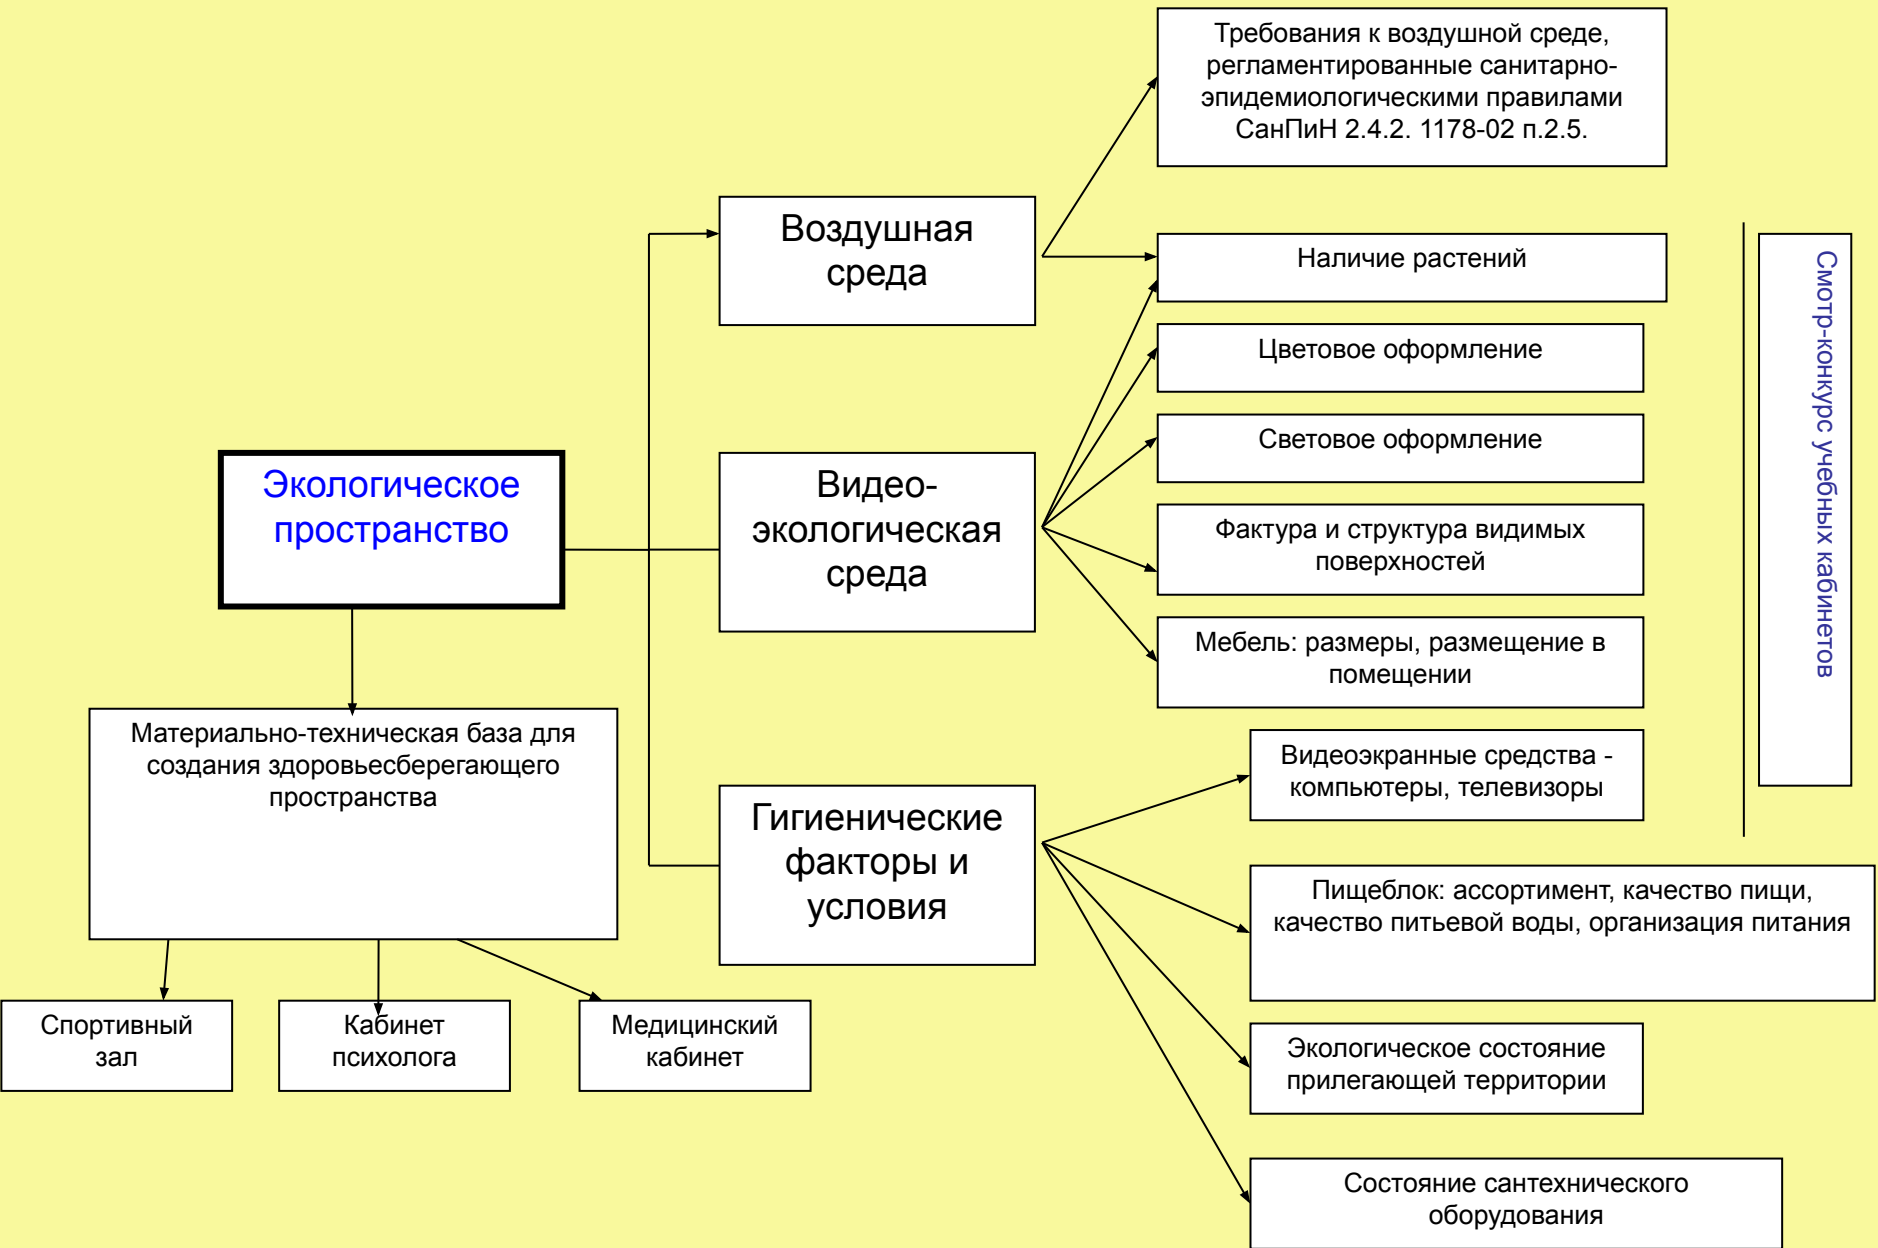 Требования к воздушной среде,
регламентированные санитарно-
эпидемиологическими правилами
СанПиН 2.4.2. 1178-02 п.2.5.
Воздушная
среда
Наличие растений
Цветовое оформление
Световое оформление
Фактура и структура видимых
поверхностей
Мебель: размеры, размещение в
помещении
Смотр-конкурс учебных кабинетов
Экологическое
пространство
Видео-
экологическая
среда
Материально-техническая база для
создания здоровьесберегающего
пространства
Гигиенические
факторы и
условия
Видеоэкранные средства -
компьютеры, телевизоры
Пищеблок: ассортимент, качество пищи,
качество питьевой воды, организация питания
Экологическое состояние
прилегающей территории
Состояние сантехнического
оборудования
Спортивный
зал
Кабинет
психолога
Медицинский
кабинет